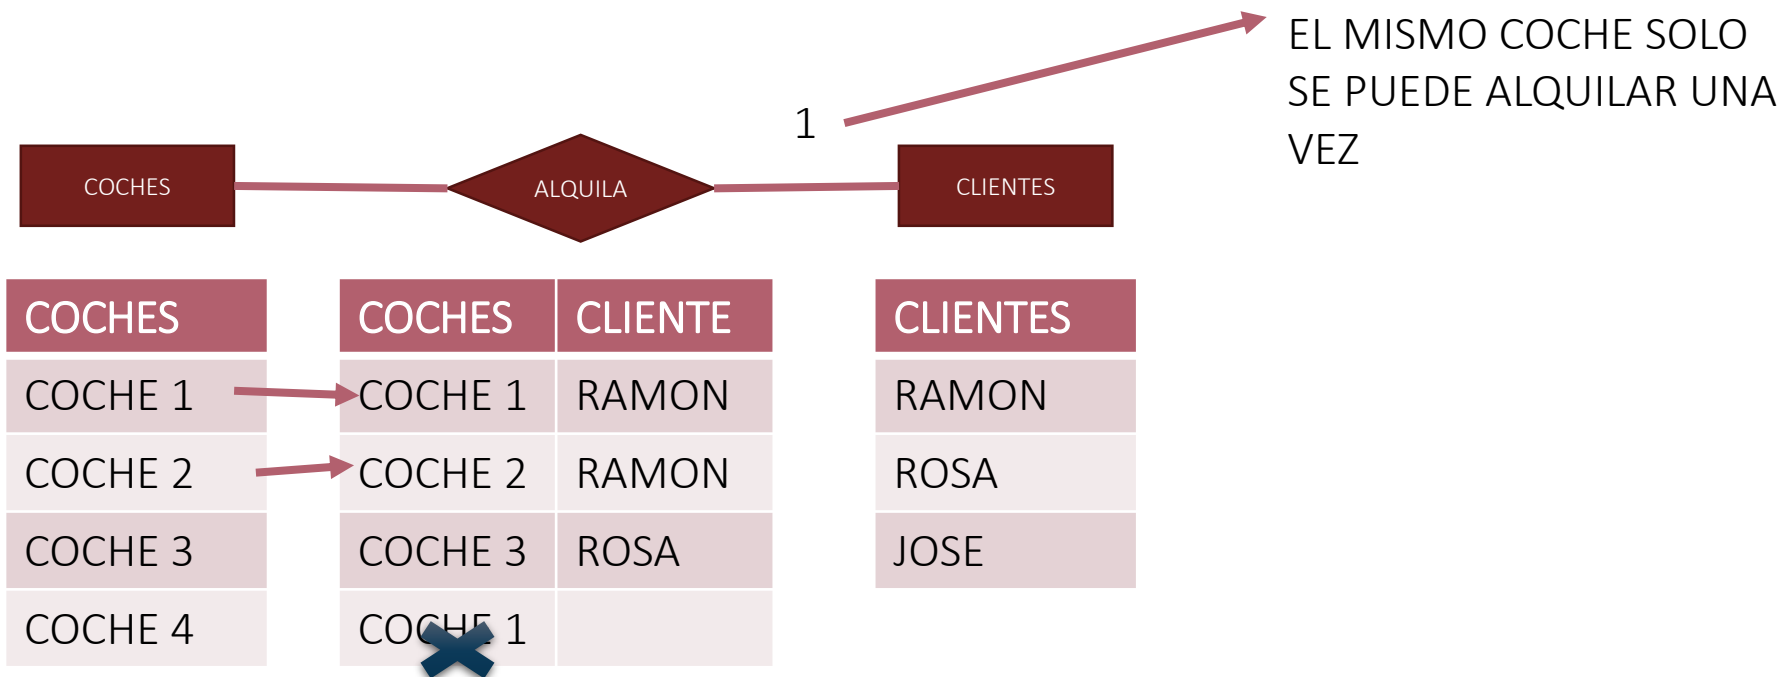 EL MISMO COCHE SOLO
SE PUEDE ALQUILAR UNA
VEZ
1
COCHES
ALQUILA
CLIENTES
COCHES
COCHE 1
COCHE 2
COCHE 3
COCHE 4
COCHES CLIENTE
COCHE 1 RAMON
COCHE 2 RAMON
COCHE 3 ROSA
COCHE 1
CLIENTES
RAMON
ROSA
JOSE